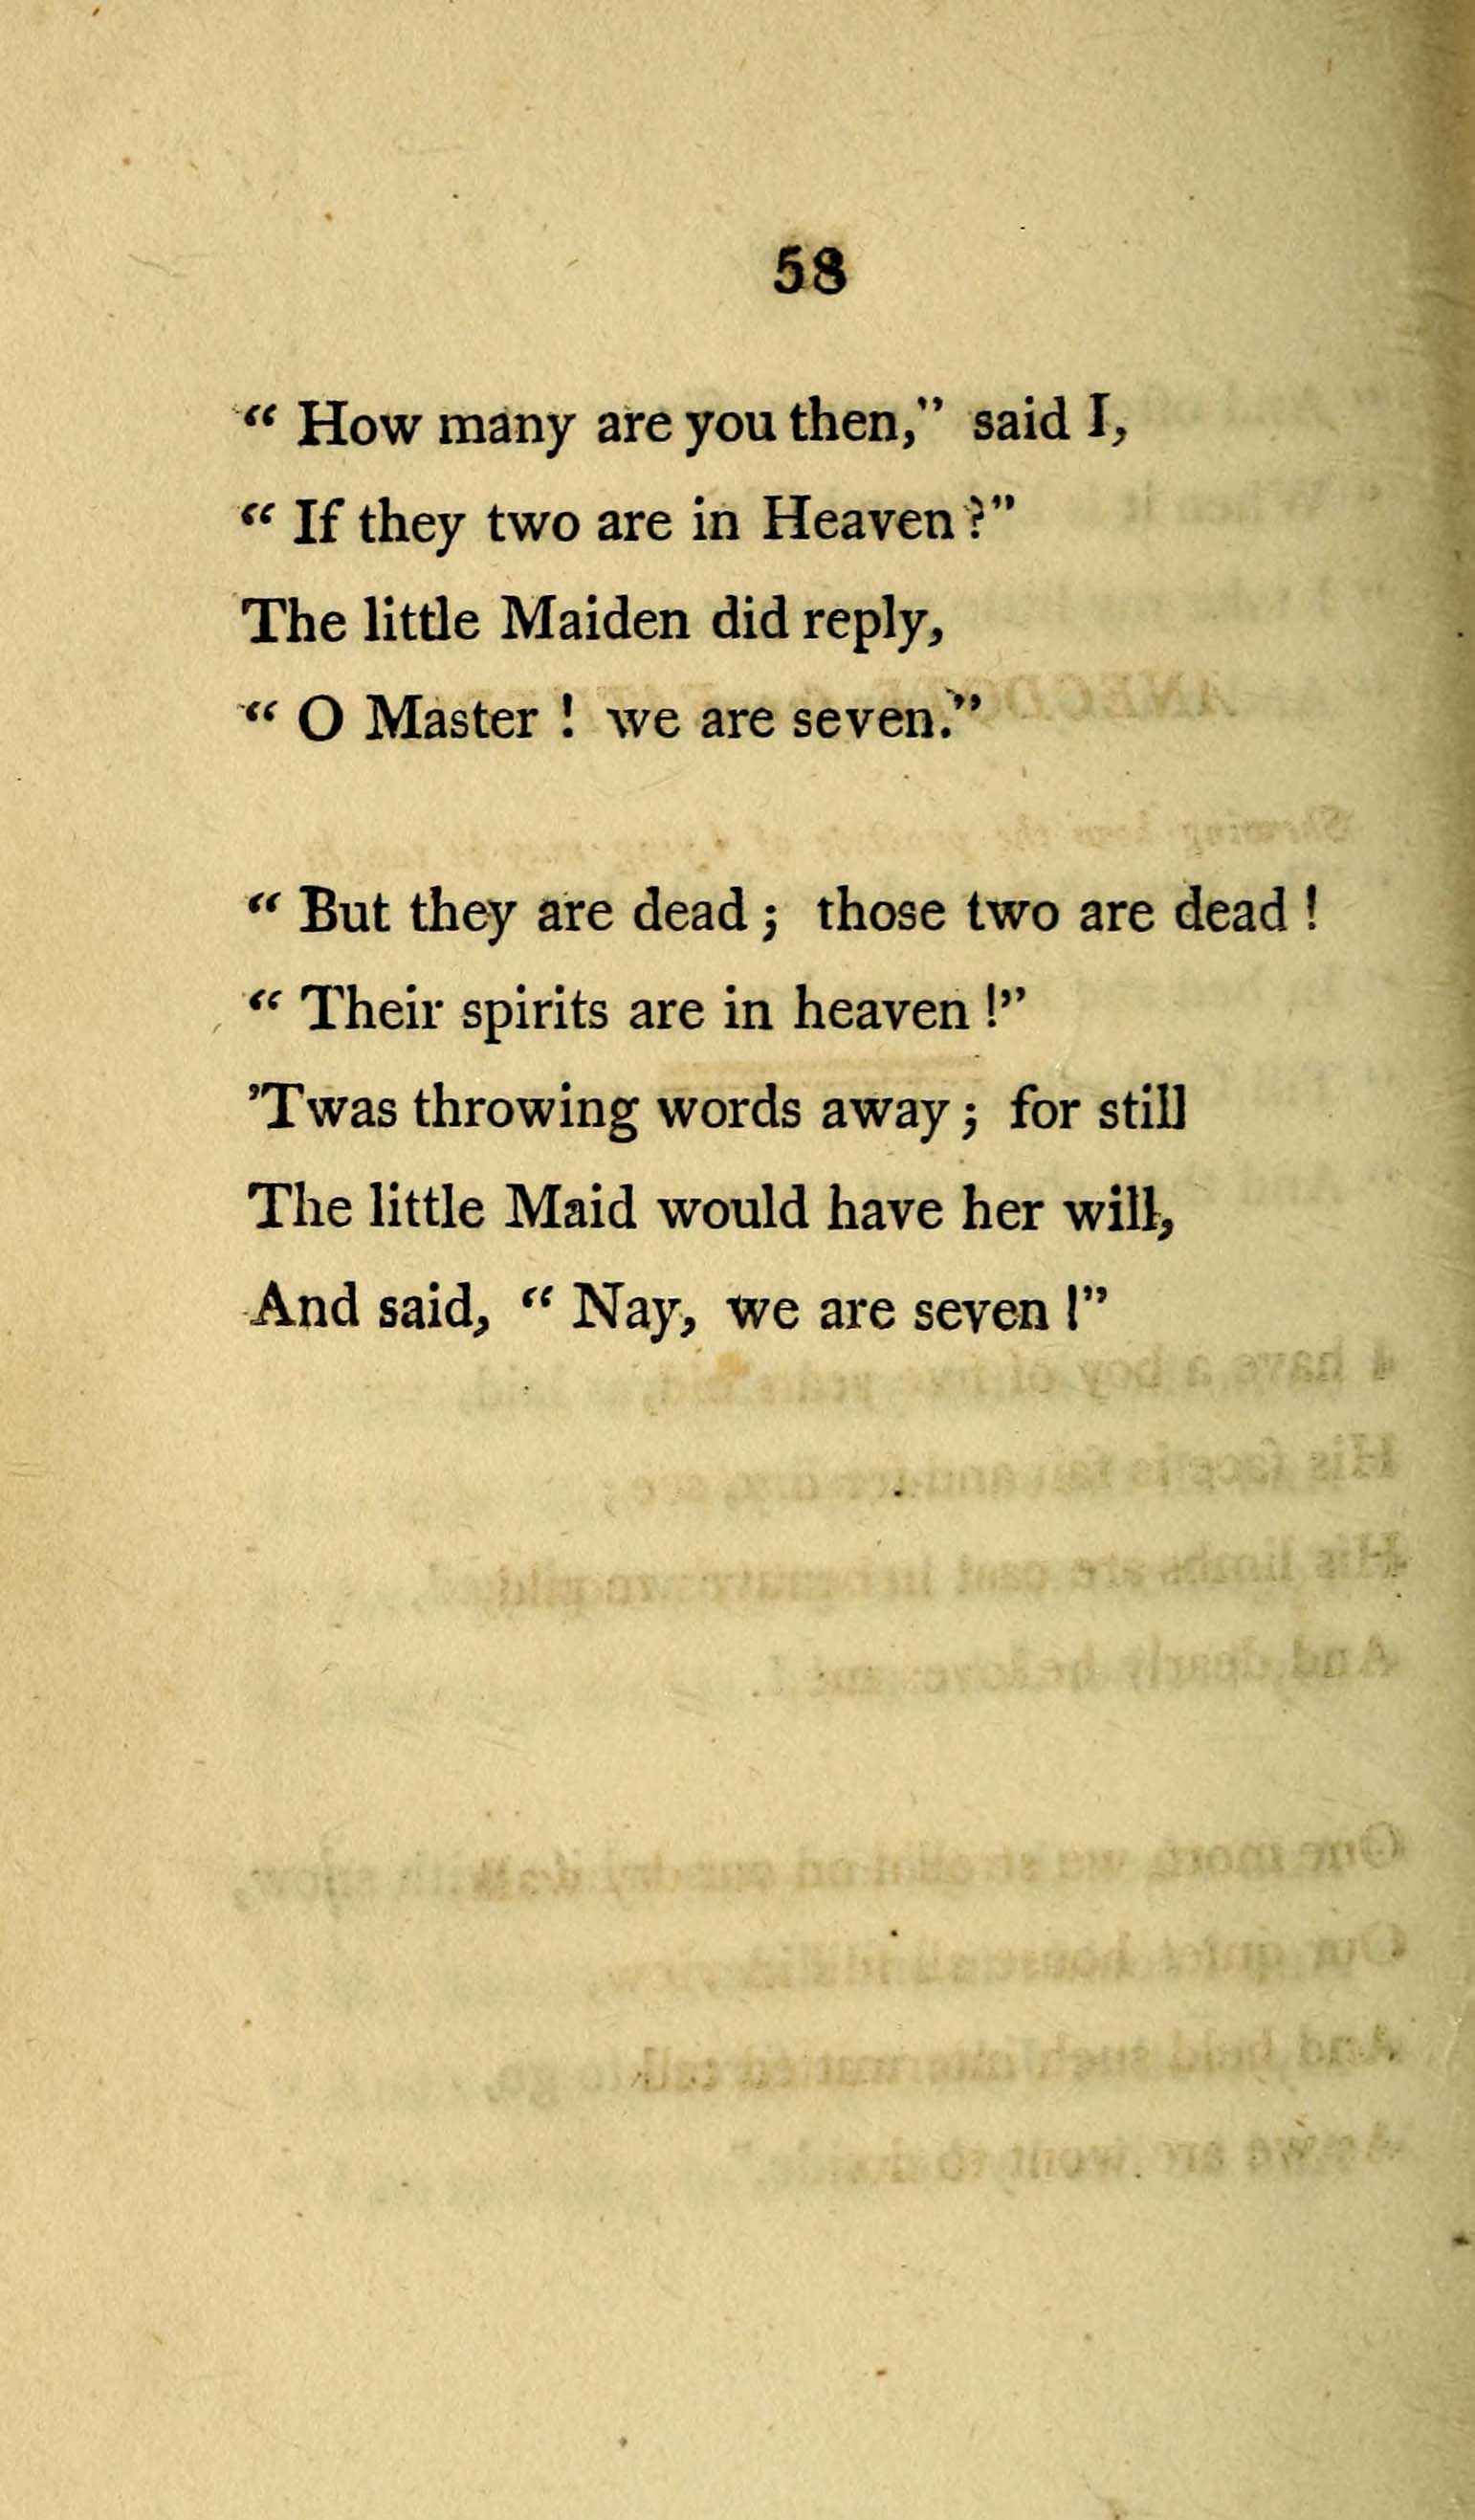 58
“ How many are you then,” said I,
“ If they two are in Heaven ?”
The little Maiden did reply,
“ O Master ! we are seven.”
“ But they are dead ; those two are dead !
“ Their spirits are in heaven !”
’Twas throwing words away ; for still
The little Maid would have her will,
And said, “ Nay, we are seven !”